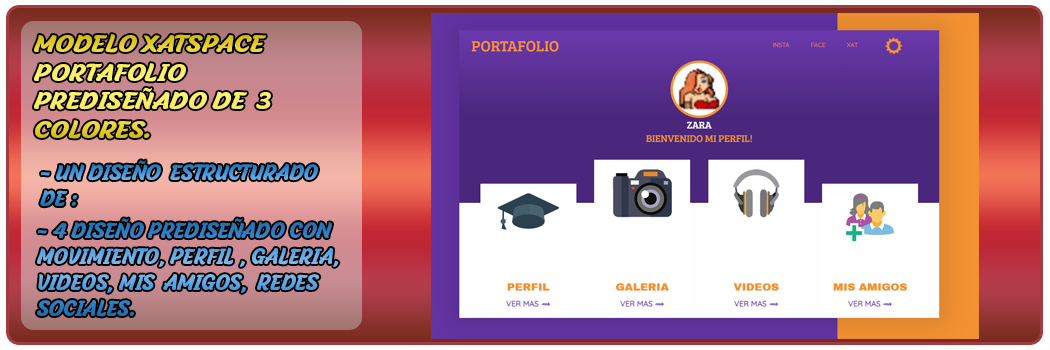 MODELO XATSPACE
PORTAFOLIO
PREDISEÑADO DE 3
COLORES.
- UN DISEÑO ESTRUCTURADO
DE :
- 4 DISEÑO PREDISEÑADO CON
MOVIMIENTO, PERFIL , GALERIA,
VIDEOS, MIS AMIGOS, REDES
SOCIALES.
PORTAFOLIO
INSTA FACE XAT
ZARA
BIENVENIDO MI PERFIL!
PERFIL GALERIA VIDEOS MIS AMIGOS
VER MAS VER MAS VER MAS VER MAS